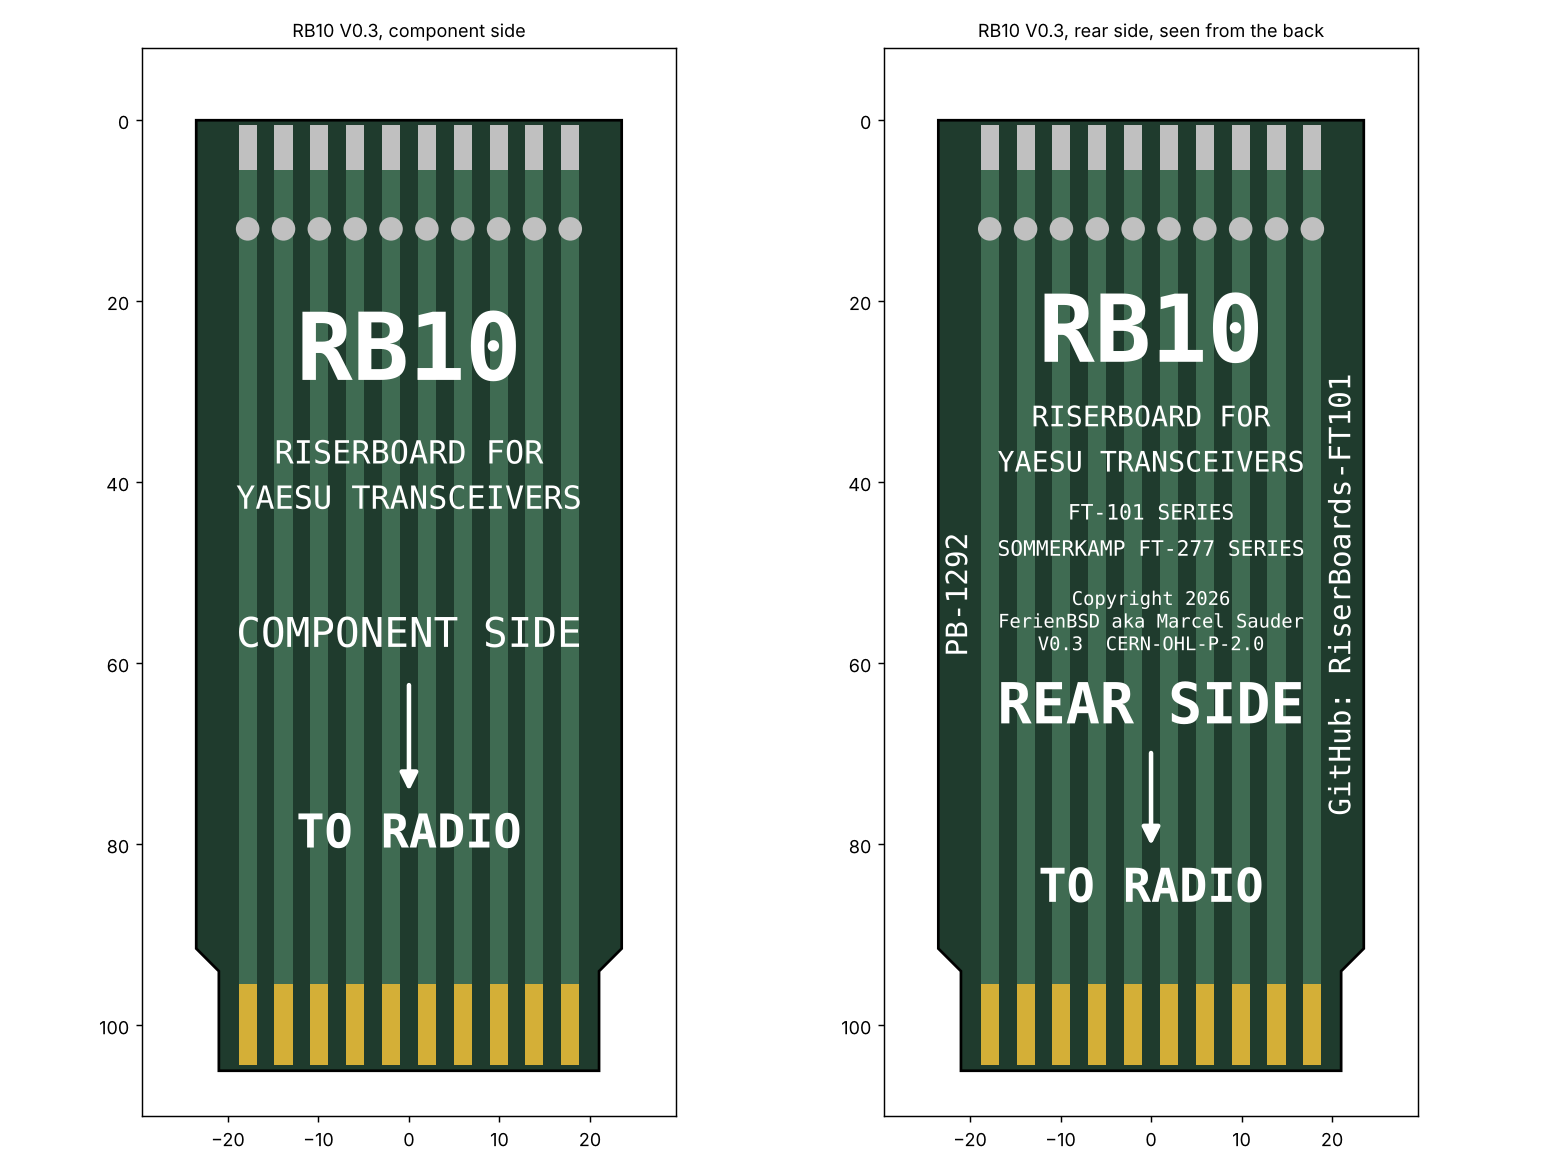 RB10 V0.3, component side
0
20
40
60
80
100
−20
−10
0
10
20
RB10
RISERBOARD FOR
YAESU TRANSCEIVERS
COMPONENT SIDE
TO RADIO
RB10 V0.3, rear side, seen from the back
0
20
40
60
80
100
−20
−10
0
10
20
RB10
RISERBOARD FOR
YAESU TRANSCEIVERS
FT-101 SERIES
SOMMERKAMP FT-277 SERIES
Copyright 2026
FerienBSD aka Marcel Sauder
V0.3 CERN-OHL-P-2.0
REAR SIDE
TO RADIO
PB-1292
GitHub: RiserBoards-FT101